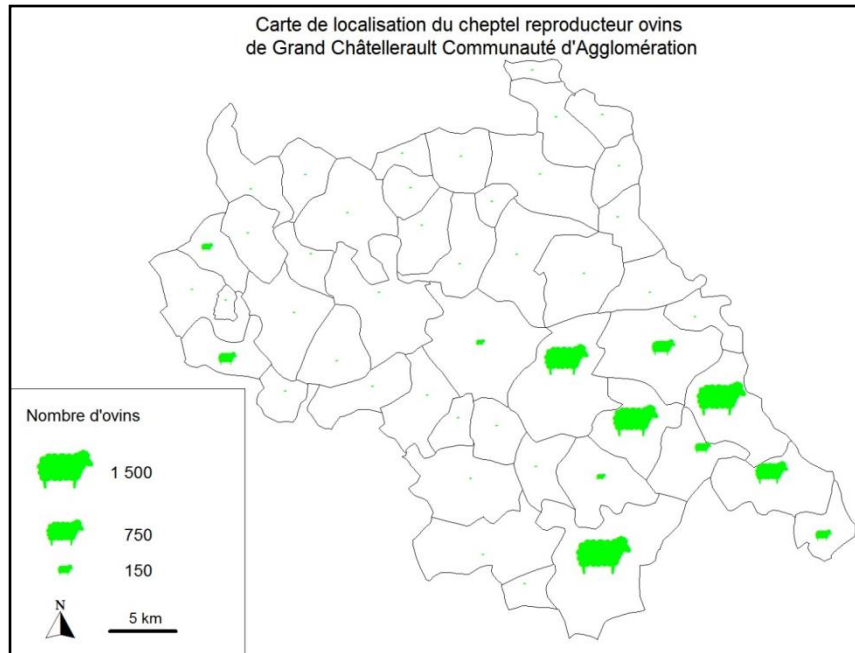 Carte de localisation du cheptel reproducteur ovins
de Grand Châtellerault Communauté d'Agglomération
Nombre d'ovins
1 500
750
150
N
5 km